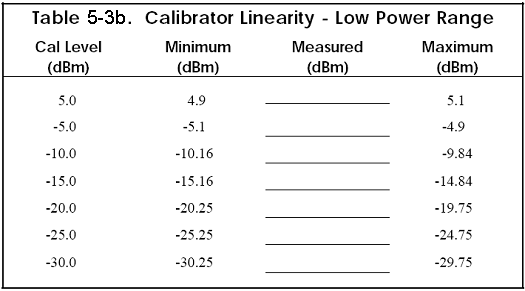 Table 5-3b. Calibrator Linearity - Low Power Range
Cal Level Minimum Measured Maximum
(dBm) (dBm) (dBm) (dBm)
5.0 4.9 5.1
-5.0 -5.1 -4.9
-10.0 -10.16 -9.84
-15.0 -15.16 -14.84
-20.0 -20.25 -19.75
-25.0 -25.25 -24.75
-30.0 -30.25 -29.75